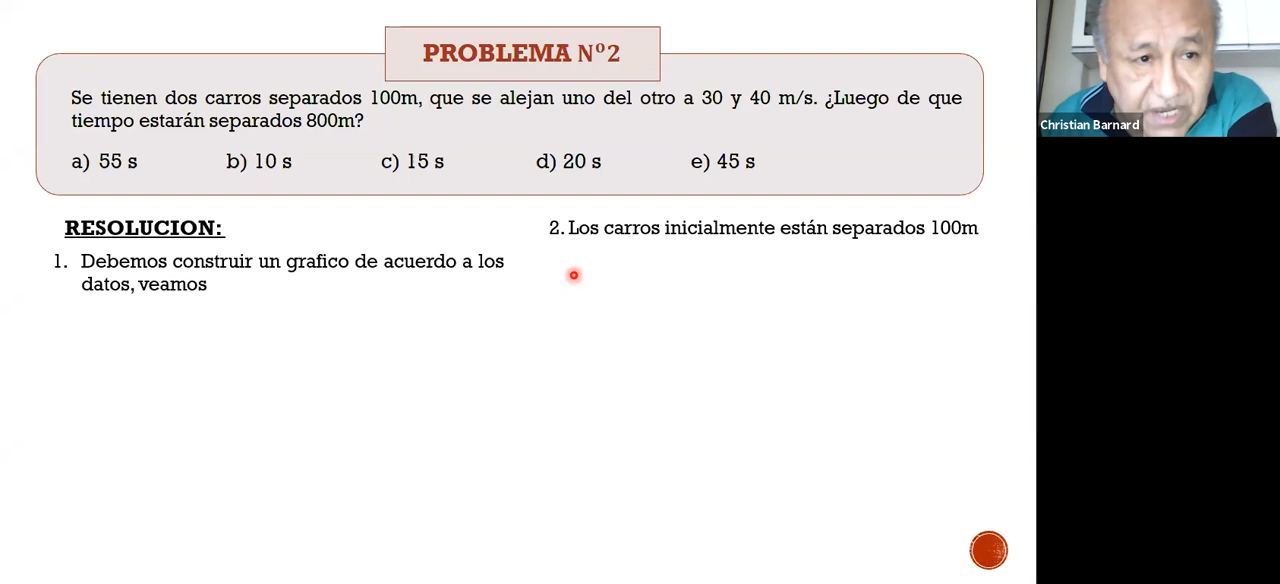 PROBLEMA Nº2
Se tienen dos carros separados 100m, que se alejan uno del otro a 30 y 40 m/s. ¿Luego de que
tiempo estarán separados 800m?
a) 55 s b) 10 s c) 15 s d) 20 s e) 45 s
RESOLUCION:
1. Debemos construir un grafico de acuerdo a los
datos, veamos
2. Los carros inicialmente están separados 100m
Christian Barnard